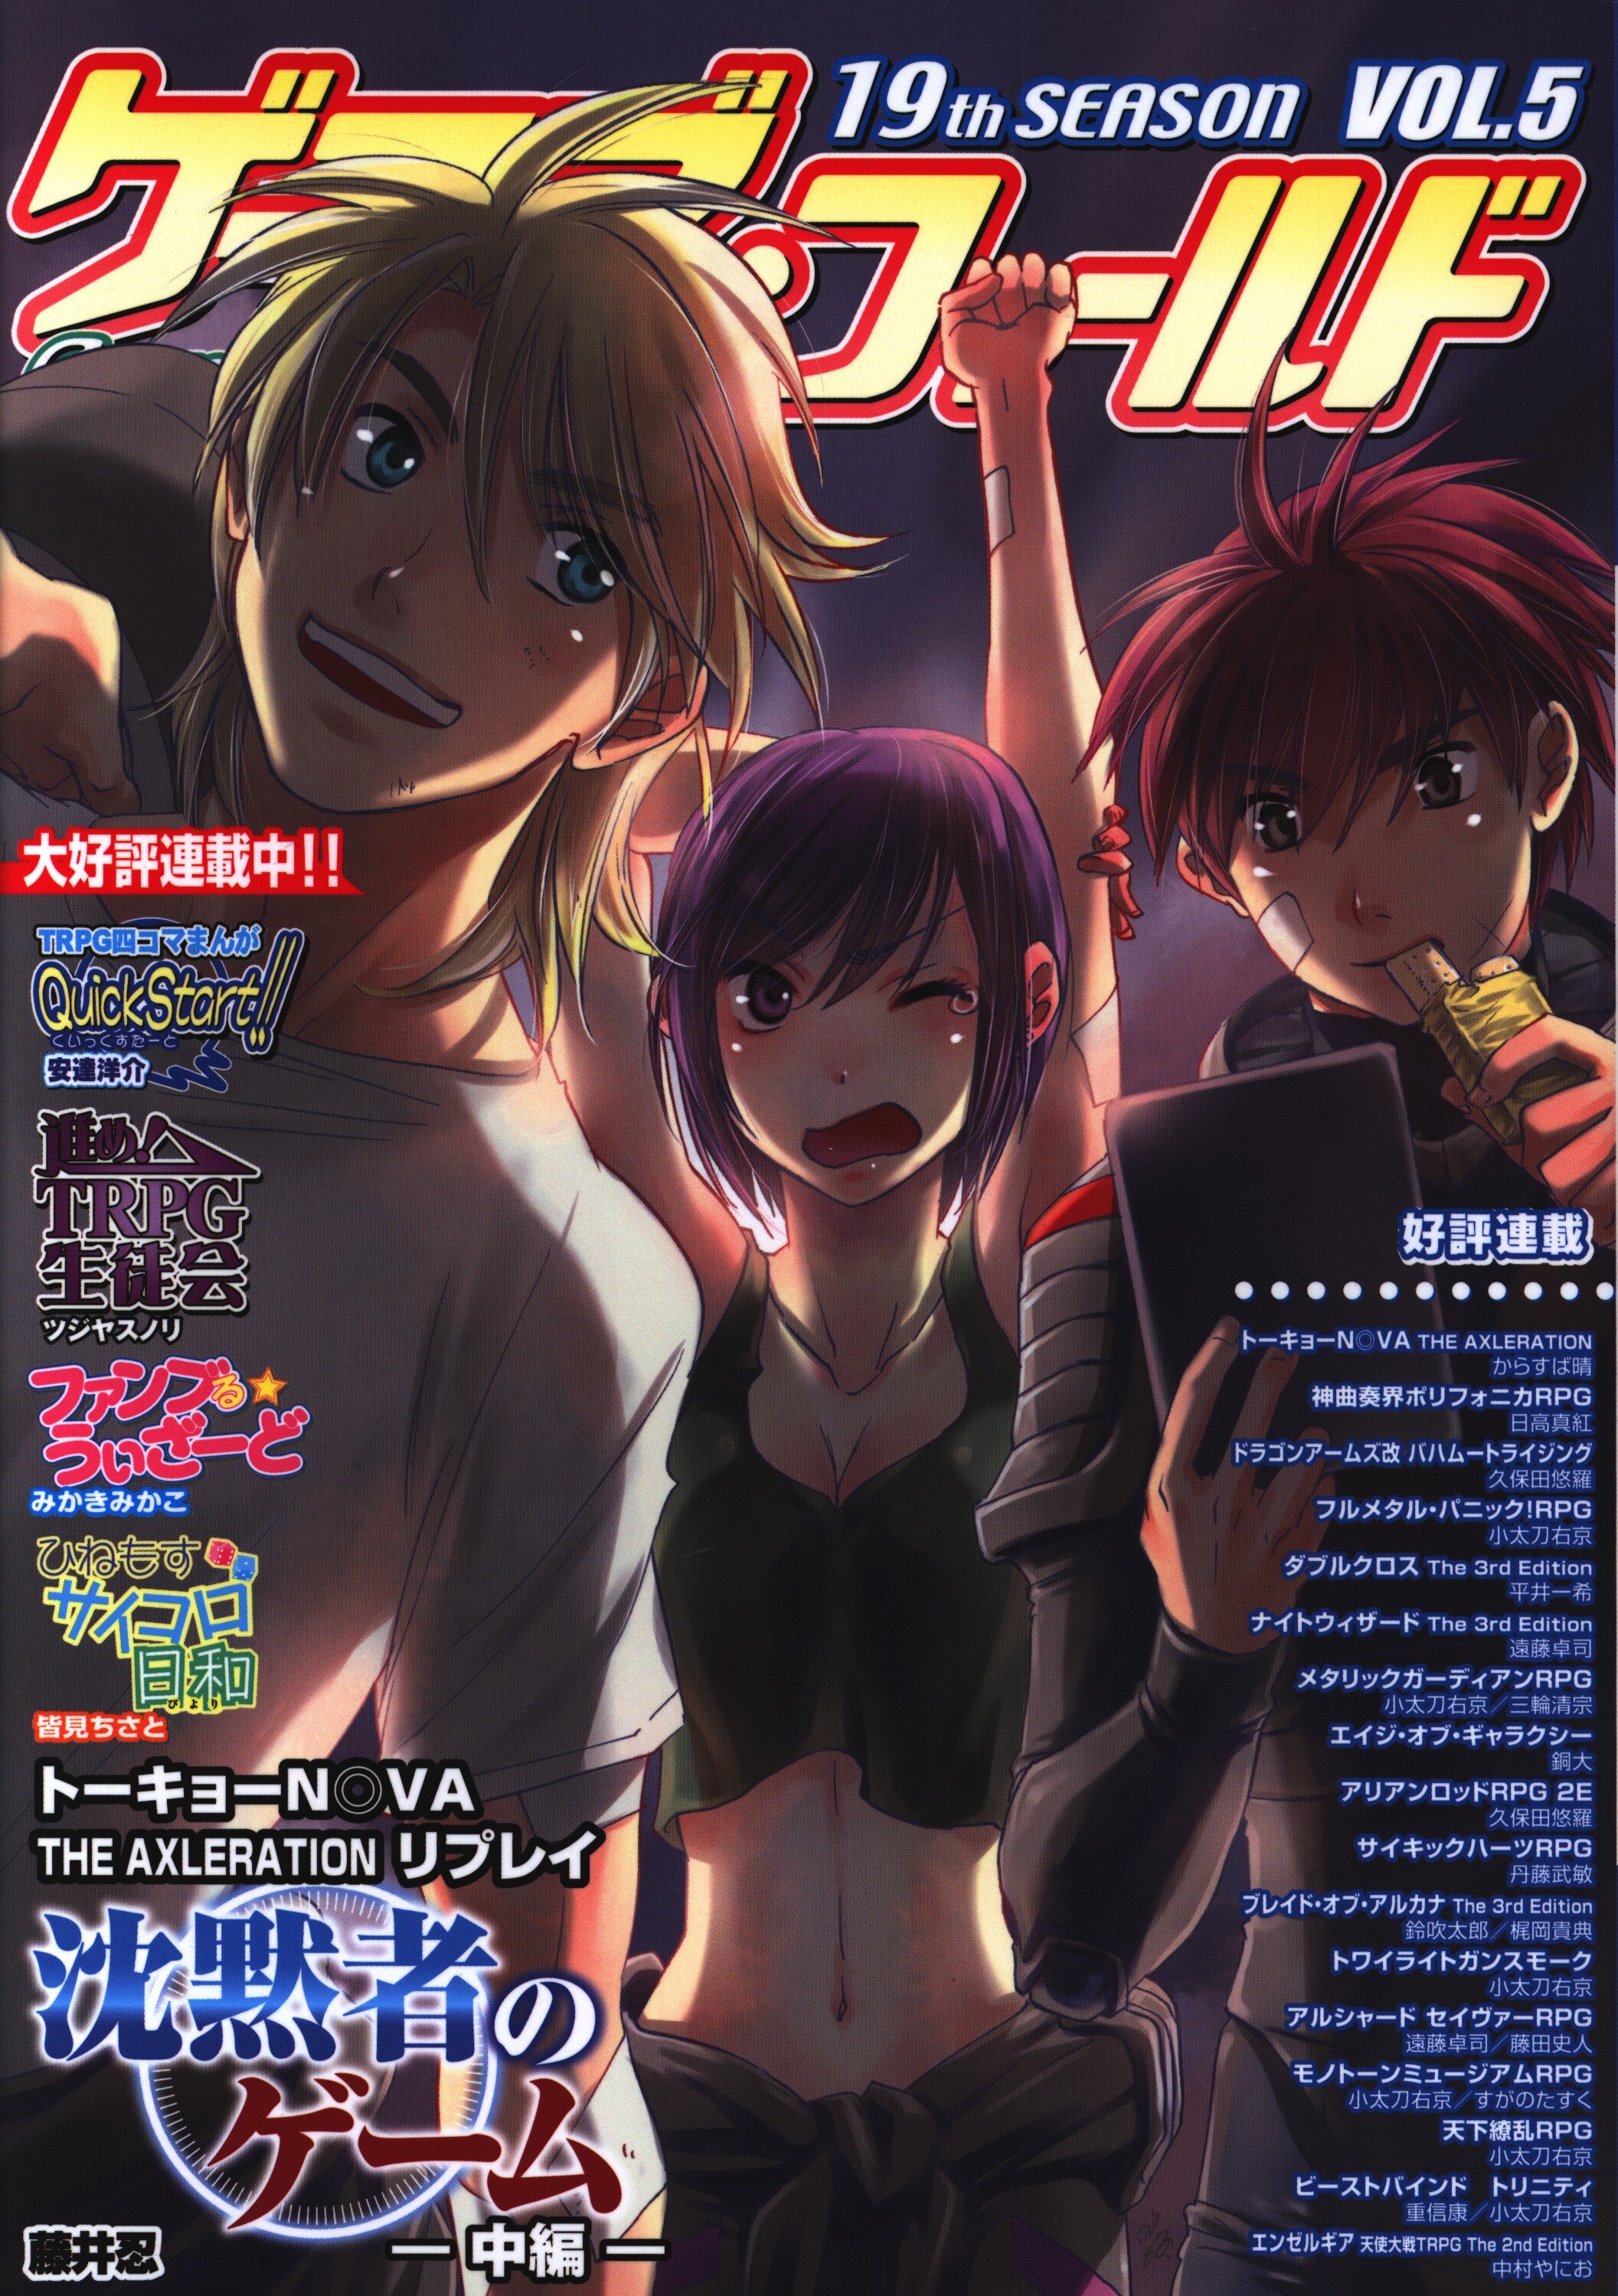 19th SEASON VOL.5
ゲーマーズ・フィールド
大好評連載中!!
TRPG四コマまんが
QuickStart!!
くいっくすたーと
安達洋介
進め!
TRPG
生徒会
ツジヤスノリ
ファンブる☆
うぃざーど
みかきみかこ
ひねもす
サイコロ
日和
びより
皆見ちさと
トーキョーN◎VA
THE AXLERATION リプレイ
沈黙者の
ゲーム
― 中編 ―
藤井忍
好評連載
トーキョーN◎VA THE AXLERATION
からすば晴
神曲奏界ポリフォニカRPG
日高真紅
ドラゴンアームズ改 バハムートライジング
久保田悠羅
フルメタル・パニック!RPG
小太刀右京
ダブルクロス The 3rd Edition
平井一希
ナイトウィザード The 3rd Edition
遠藤卓司
メタリックガーディアンRPG
小太刀右京／三輪清宗
エイジ・オブ・ギャラクシー
銅大
アリアンロッドRPG 2E
久保田悠羅
サイキックハーツRPG
丹藤武敏
ブレイド・オブ・アルカナ The 3rd Edition
鈴吹太郎／梶岡貴典
トワイライトガンスモーク
小太刀右京
アルシャード セイヴァーRPG
遠藤卓司／藤田史人
モノトーンミュージアムRPG
小太刀右京／すがのたすく
天下繚乱RPG
小太刀右京
ビーストバインド トリニティ
重信康／小太刀右京
エンゼルギア 天使大戦TRPG The 2nd Edition
中村やにお